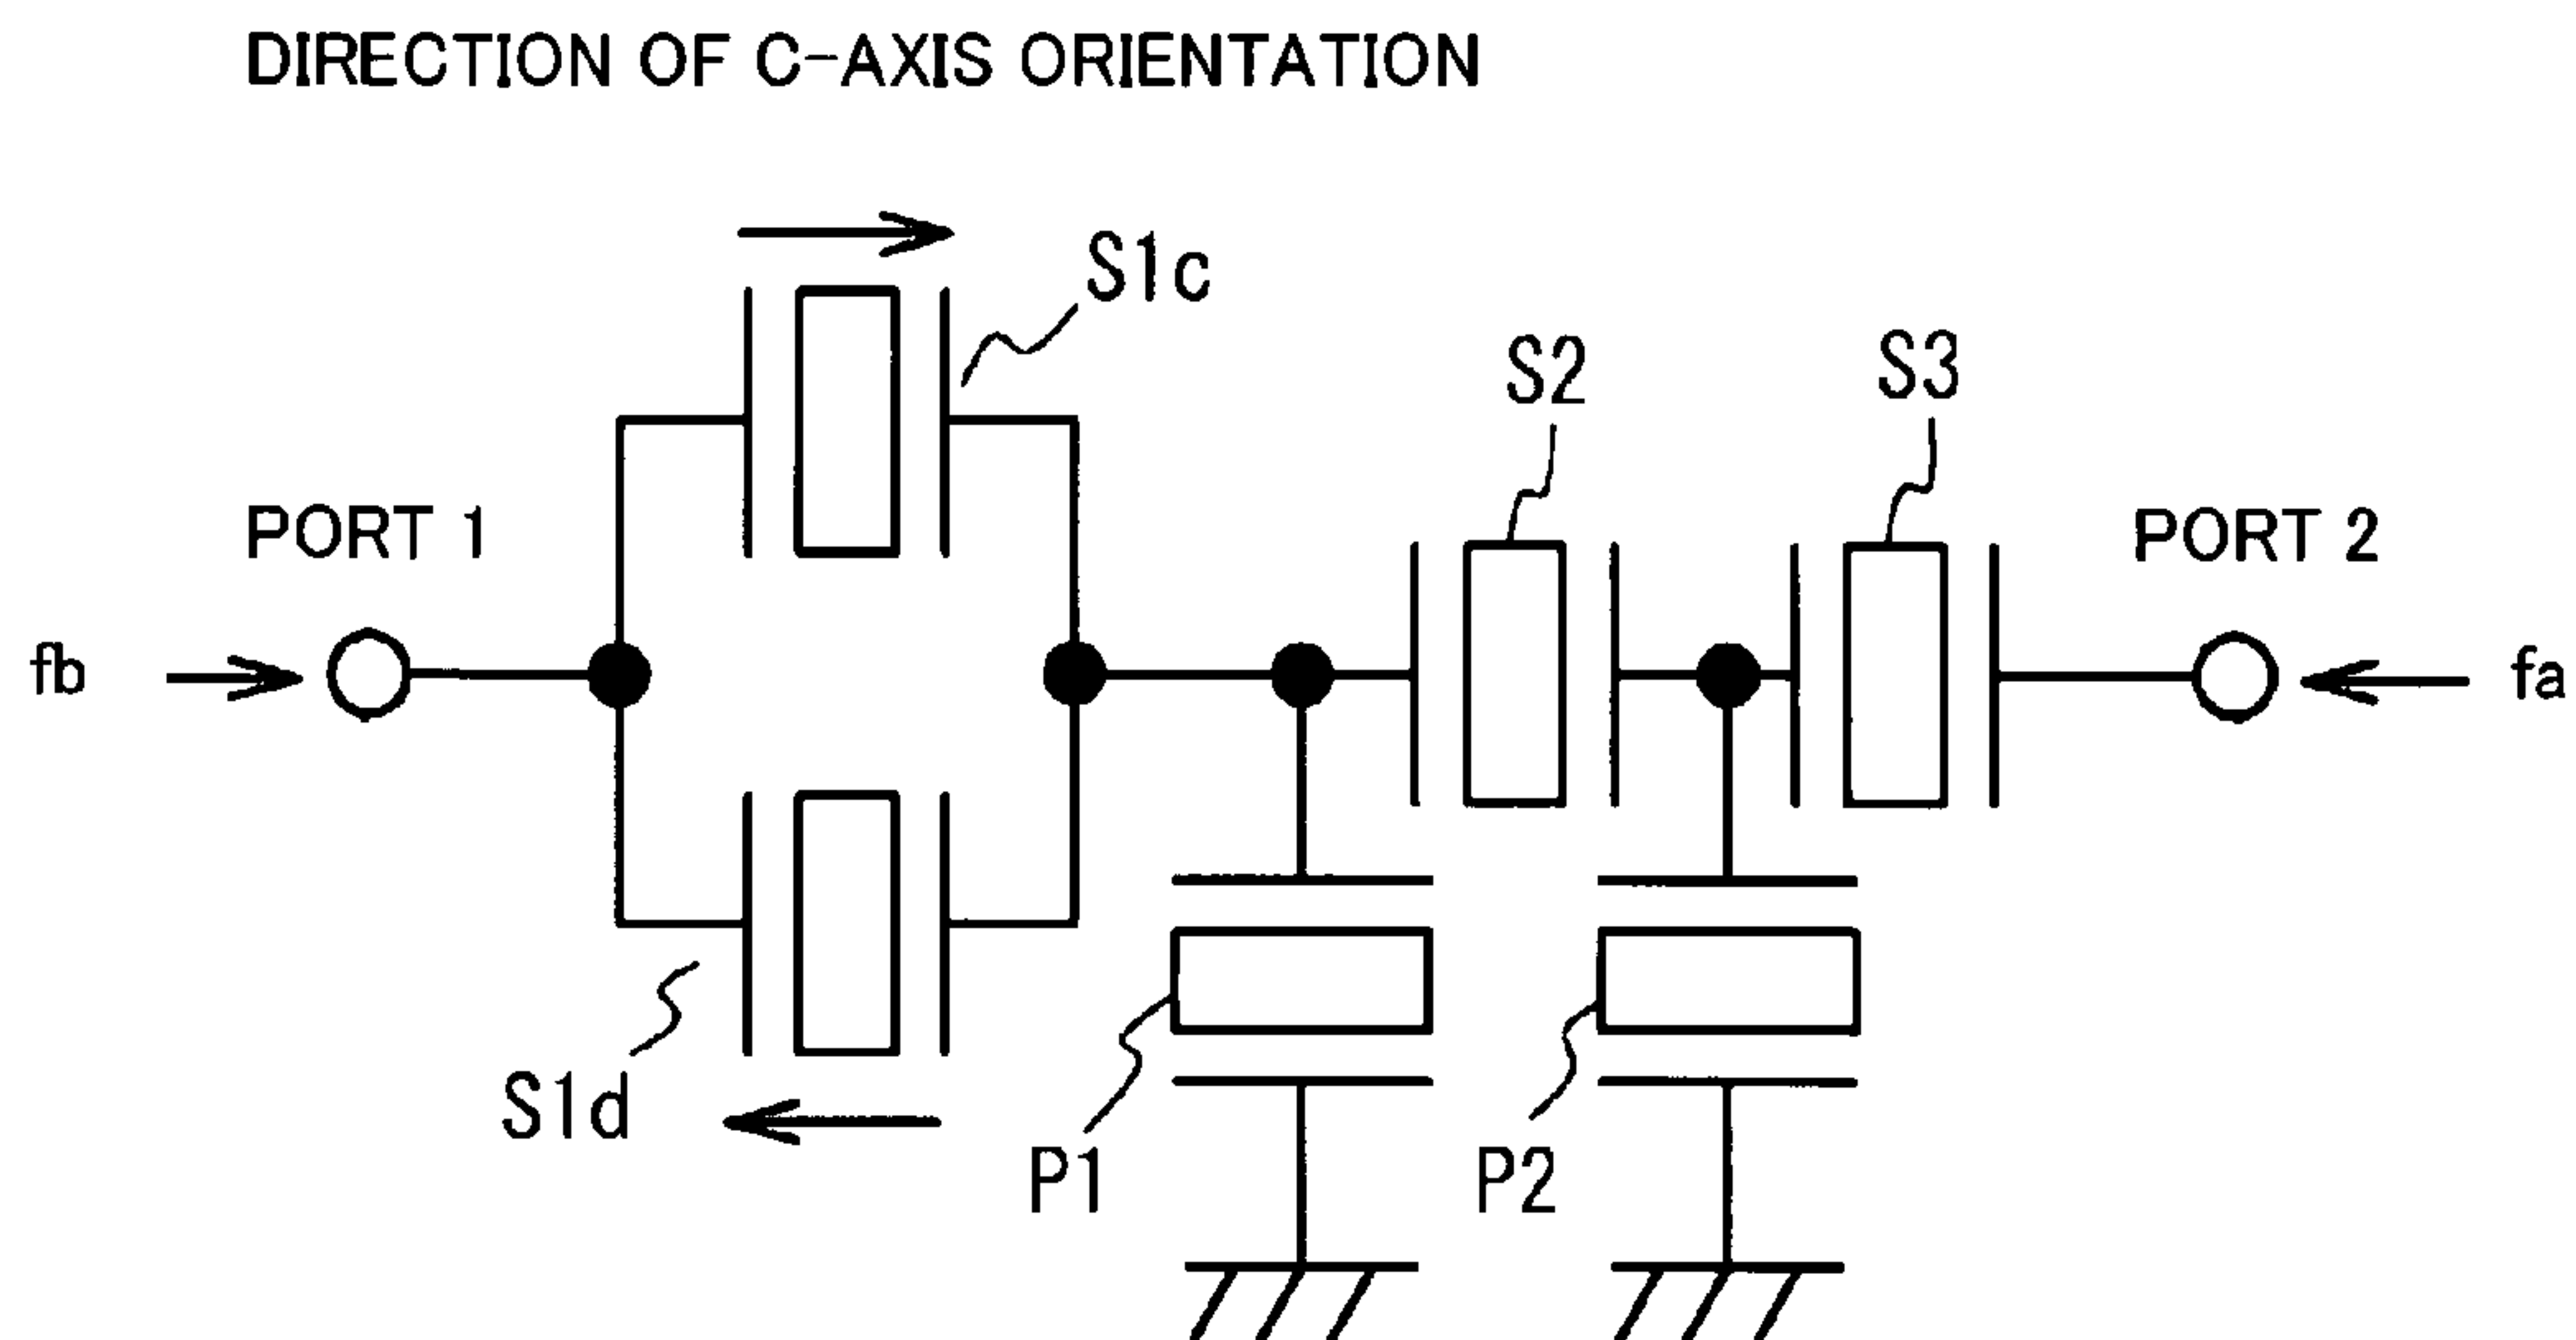 DIRECTION OF C-AXIS ORIENTATION
S1c
S2
S3
PORT 1
PORT 2
fb
fa
S1d
P1
P2